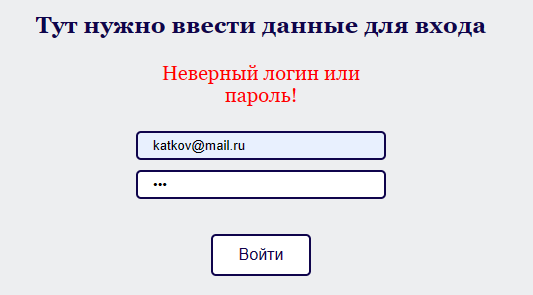 Тут нужно ввести данные для входа
Неверный логин или
пароль!
katkov@mail.ru
•••
Войти